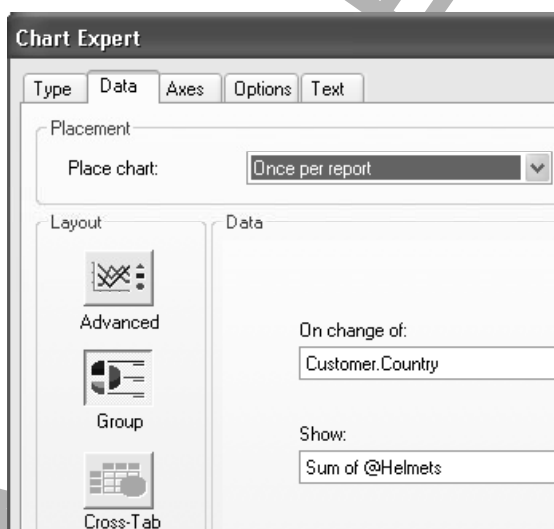 Chart Expert
Type Data Axes Options Text
Placement
Place chart: Once per report
Layout Data
Advanced
On change of:
Customer.Country
Group
Show:
Sum of @Helmets
Cross-Tab